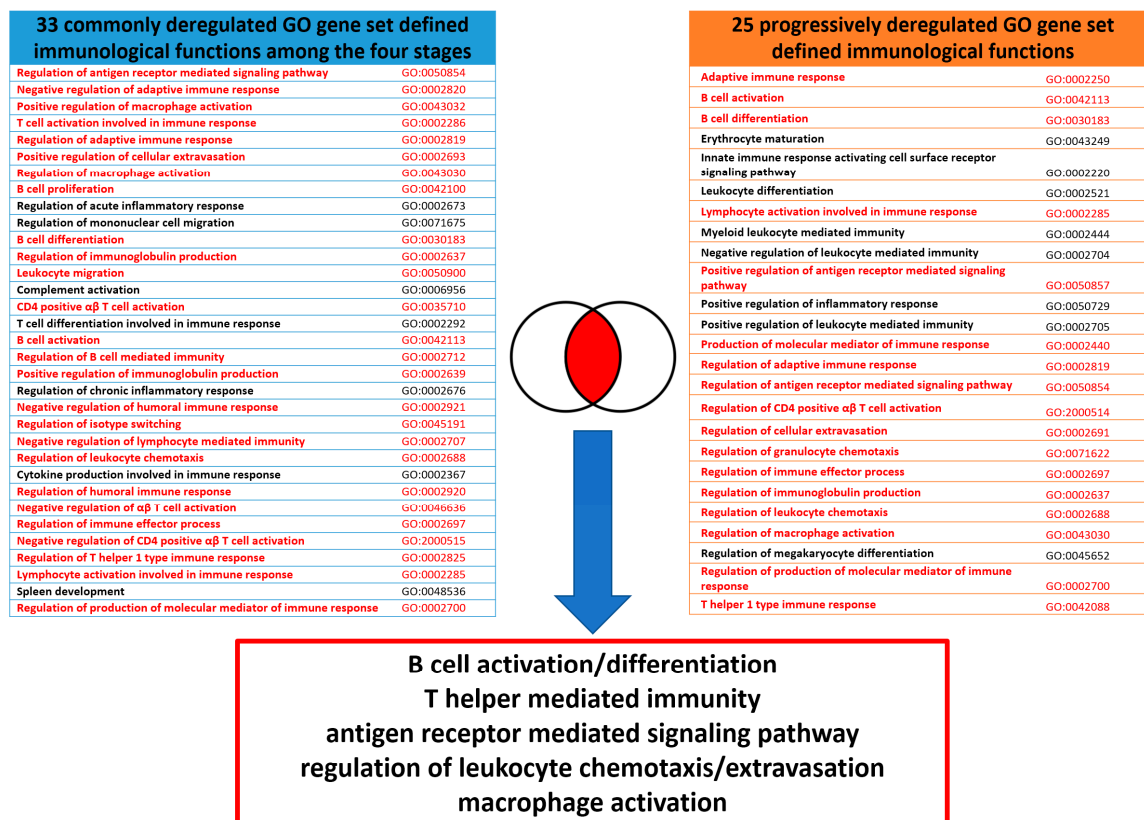 33 commonly deregulated GO gene set defined
immunological functions among the four stages
Regulation of antigen receptor mediated signaling pathway GO:0050854
Negative regulation of adaptive immune response GO:0002820
Positive regulation of macrophage activation GO:0043032
T cell activation involved in immune response GO:0002286
Regulation of adaptive immune response GO:0002819
Positive regulation of cellular extravasation GO:0002693
Regulation of macrophage activation GO:0043030
B cell proliferation GO:0042100
Regulation of acute inflammatory response GO:0002673
Regulation of mononuclear cell migration GO:0071675
B cell differentiation GO:0030183
Regulation of immunoglobulin production GO:0002637
Leukocyte migration GO:0050900
Complement activation GO:0006956
CD4 positive αβ T cell activation GO:0035710
T cell differentiation involved in immune response GO:0002292
B cell activation GO:0042113
Regulation of B cell mediated immunity GO:0002712
Positive regulation of immunoglobulin production GO:0002639
Regulation of chronic inflammatory response GO:0002676
Negative regulation of humoral immune response GO:0002921
Regulation of isotype switching GO:0045191
Negative regulation of lymphocyte mediated immunity GO:0002707
Regulation of leukocyte chemotaxis GO:0002688
Cytokine production involved in immune response GO:0002367
Regulation of humoral immune response GO:0002920
Negative regulation of αβ T cell activation GO:0046636
Regulation of immune effector process GO:0002697
Negative regulation of CD4 positive αβ T cell activation GO:2000515
Regulation of T helper 1 type immune response GO:0002825
Lymphocyte activation involved in immune response GO:0002285
Spleen development GO:0048536
Regulation of production of molecular mediator of immune response GO:0002700
25 progressively deregulated GO gene set
defined immunological functions
Adaptive immune response GO:0002250
B cell activation GO:0042113
B cell differentiation GO:0030183
Erythrocyte maturation GO:0043249
Innate immune response activating cell surface receptor
signaling pathway GO:0002220
Leukocyte differentiation GO:0002521
Lymphocyte activation involved in immune response GO:0002285
Myeloid leukocyte mediated immunity GO:0002444
Negative regulation of leukocyte mediated immunity GO:0002704
Positive regulation of antigen receptor mediated signaling
pathway GO:0050857
Positive regulation of inflammatory response GO:0050729
Positive regulation of leukocyte mediated immunity GO:0002705
Production of molecular mediator of immune response GO:0002440
Regulation of adaptive immune response GO:0002819
Regulation of antigen receptor mediated signaling pathway GO:0050854
Regulation of CD4 positive αβ T cell activation GO:2000514
Regulation of cellular extravasation GO:0002691
Regulation of granulocyte chemotaxis GO:0071622
Regulation of immune effector process GO:0002697
Regulation of immunoglobulin production GO:0002637
Regulation of leukocyte chemotaxis GO:0002688
Regulation of macrophage activation GO:0043030
Regulation of megakaryocyte differentiation GO:0045652
Regulation of production of molecular mediator of immune
response GO:0002700
T helper 1 type immune response GO:0042088
B cell activation/differentiation
T helper mediated immunity
antigen receptor mediated signaling pathway
regulation of leukocyte chemotaxis/extravasation
macrophage activation